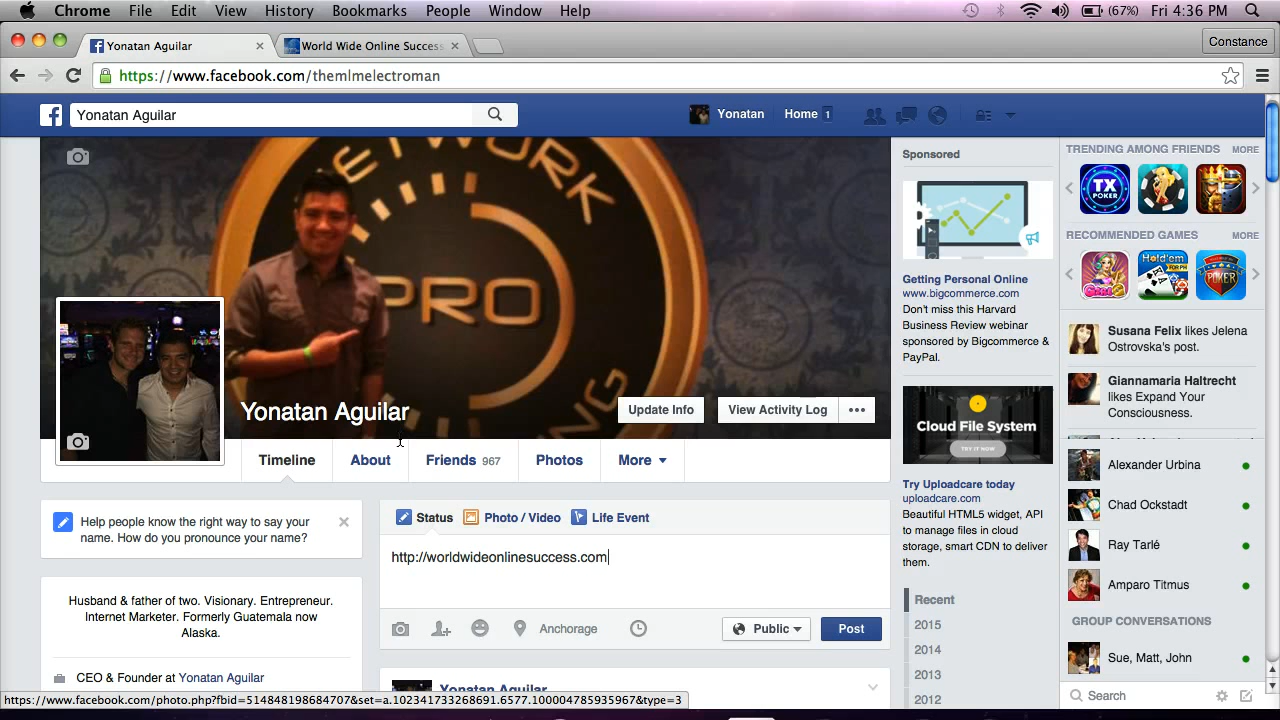 Chrome File Edit View History Bookmarks People Window Help (67%) Fri 4:36 PM
Yonatan Aguilar World Wide Online Success Constance
https://www.facebook.com/themlmelectroman
Yonatan Aguilar Yonatan Home 1
NETWORK
PRO
Yonatan Aguilar Update Info View Activity Log
Timeline About Friends 967 Photos More
Help people know the right way to say your
name. How do you pronounce your name?
Husband & father of two. Visionary. Entrepreneur.
Internet Marketer. Formerly Guatemala now
Alaska.
CEO & Founder at Yonatan Aguilar
Status Photo / Video Life Event
http://worldwideonlinesuccess.com
Anchorage Public Post
Yonatan Aguilar
Sponsored
Getting Personal Online
www.bigcommerce.com
Don't miss this Harvard
Business Review webinar
sponsored by Bigcommerce &
PayPal.
Cloud File System
TRY IT NOW
Try Uploadcare today
uploadcare.com
Beautiful HTML5 widget, API
to manage files in cloud
storage, smart CDN to deliver
them.
Recent
2015
2014
2013
2012
TRENDING AMONG FRIENDS MORE
TX
POKER
RECOMMENDED GAMES MORE
Hold'em
POKER
Susana Felix likes Jelena
Ostrovska's post.
Giannamaria Haltrecht
likes Expand Your
Consciousness.
Alexander Urbina
Chad Ockstadt
Ray Tarlé
Amparo Titmus
GROUP CONVERSATIONS
Sue, Matt, John
Search
https://www.facebook.com/photo.php?fbid=514848198684707&set=a.102341733268691.6577.100004785935967&type=3